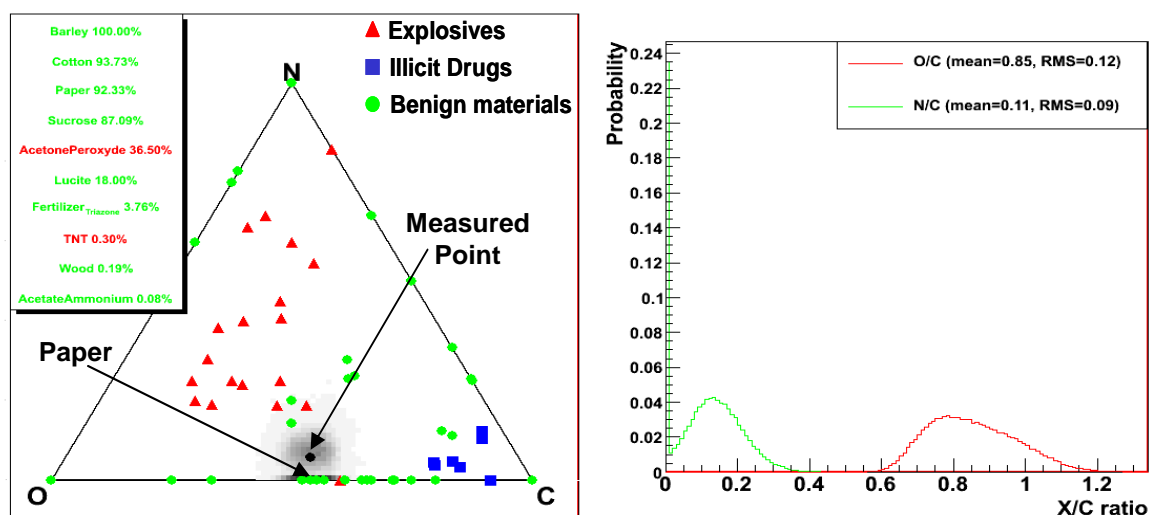 Barley 100.00%
Cotton 93.73%
Paper 92.33%
Sucrose 87.09%
AcetonePeroxyde 36.50%
Lucite 18.00%
Fertilizer Triazone 3.76%
TNT 0.30%
Wood 0.19%
AcetateAmmonium 0.08%
Explosives
Illicit Drugs
Benign materials
N
Measured
Point
Paper
O
C
Probability
O/C (mean=0.85, RMS=0.12)
N/C (mean=0.11, RMS=0.09)
0.24
0.22
0.2
0.18
0.16
0.14
0.12
0.1
0.08
0.06
0.04
0.02
0
0 0.2 0.4 0.6 0.8 1 1.2
X/C ratio